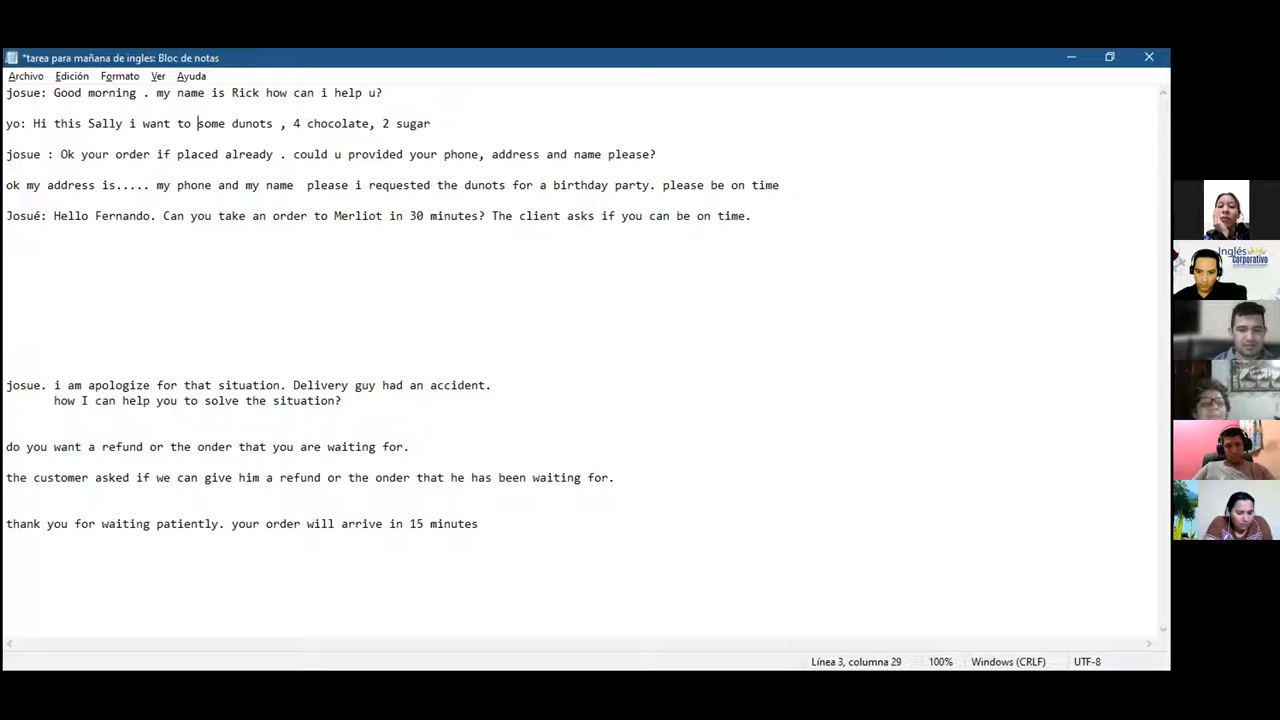 *tarea para mañana de ingles: Bloc de notas
Archivo Edición Formato Ver Ayuda
josue: Good morning . my name is Rick how can i help u?
yo: Hi this Sally i want to some dunots , 4 chocolate, 2 sugar
josue : Ok your order if placed already . could u provided your phone, address and name please?
ok my address is..... my phone and my name  please i requested the dunots for a birthday party. please be on time
Josué: Hello Fernando. Can you take an order to Merliot in 30 minutes? The client asks if you can be on time.
josue. i am apologize for that situation. Delivery guy had an accident.
how I can help you to solve the situation?
do you want a refund or the onder that you are waiting for.
the customer asked if we can give him a refund or the onder that he has been waiting for.
thank you for waiting patiently. your order will arrive in 15 minutes
Línea 3, columna 29 100% Windows (CRLF) UTF-8
Inglés
Corporativo